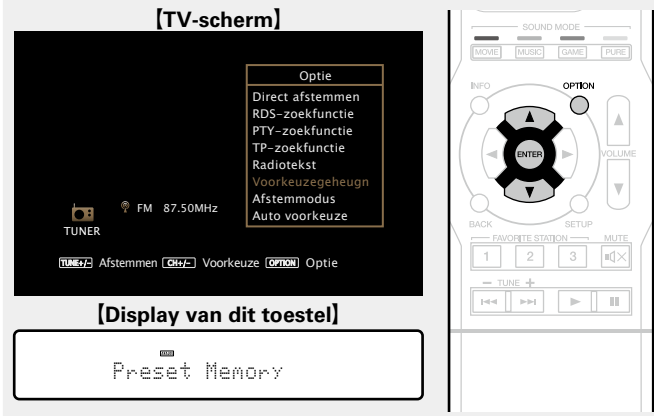 [TV-scherm]
Optie
Direct afstemmen
RDS-zoekfunctie
PTY-zoekfunctie
TP-zoekfunctie
Radiotekst
Voorkeuzegeheugn
Afstemmodus
Auto voorkeuze
FM 87.50MHz
TUNER
TUNE+/- Afstemmen CH+/- Voorkeuze OPTION Optie
[Display van dit toestel]
Preset Memory
SOUND MODE
MOVIE MUSIC GAME PURE
INFO OPTION
ENTER
VOLUME
BACK SETUP
FAVORITE STATION MUTE
1 2 3
- TUNE +